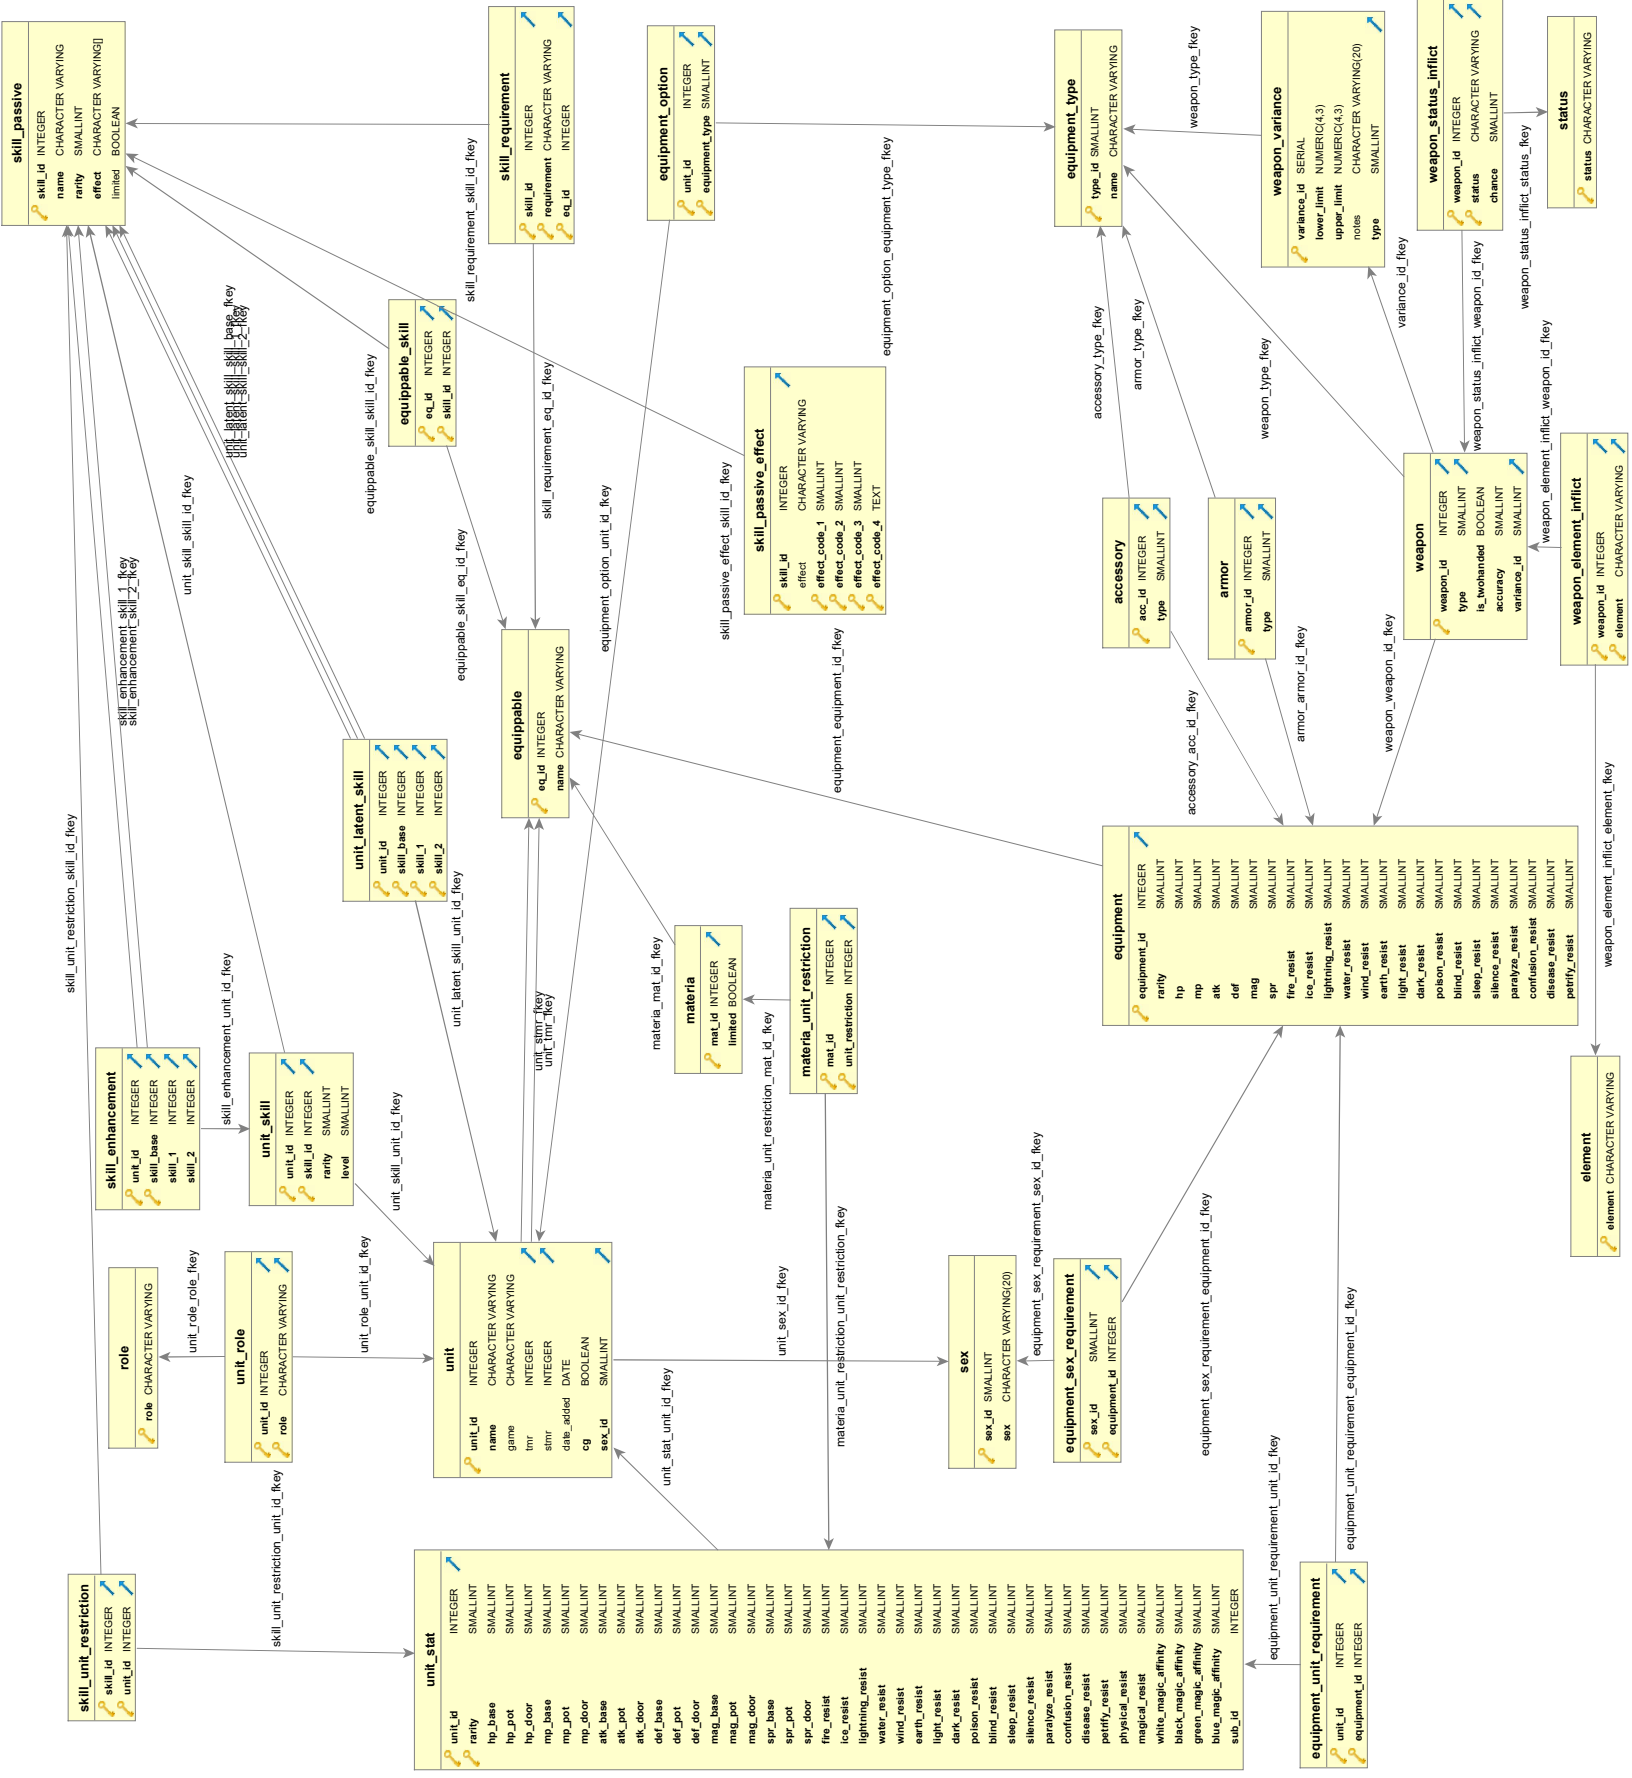 skill_unit_restriction
skill_id INTEGER
unit_id INTEGER
skill_unit_restriction_skill_id_fkey
skill_unit_restriction_unit_id_fkey
role
role CHARACTER VARYING
unit_role_role_fkey
unit_role
unit_id INTEGER
role CHARACTER VARYING
unit_role_unit_id_fkey
skill_enhancement
unit_id INTEGER
skill_base INTEGER
skill_1 INTEGER
skill_2 INTEGER
skill_enhancement_unit_id_fkey
skill_enhancement_skill_1_fkey
skill_enhancement_skill_2_fkey
unit_skill
unit_id INTEGER
skill_id INTEGER
rarity SMALLINT
level SMALLINT
unit_skill_skill_id_fkey
unit_skill_unit_id_fkey
skill_passive
skill_id INTEGER
name CHARACTER VARYING
rarity SMALLINT
effect CHARACTER VARYING[]
limited BOOLEAN
unit_latent_skill_skill_base_fkey
unit_latent_skill_skill_1_fkey
unit_latent_skill_skill_2_fkey
unit_latent_skill
unit_id INTEGER
skill_base INTEGER
skill_1 INTEGER
skill_2 INTEGER
unit_latent_skill_unit_id_fkey
equippable_skill
eq_id INTEGER
skill_id INTEGER
equippable_skill_skill_id_fkey
equippable_skill_eq_id_fkey
skill_requirement
skill_id INTEGER
requirement CHARACTER VARYING
eq_id INTEGER
skill_requirement_skill_id_fkey
skill_requirement_eq_id_fkey
unit_stat
unit_id INTEGER
rarity SMALLINT
hp_base SMALLINT
hp_pot SMALLINT
hp_door SMALLINT
mp_base SMALLINT
mp_pot SMALLINT
mp_door SMALLINT
atk_base SMALLINT
atk_pot SMALLINT
atk_door SMALLINT
def_base SMALLINT
def_pot SMALLINT
def_door SMALLINT
mag_base SMALLINT
mag_pot SMALLINT
mag_door SMALLINT
spr_base SMALLINT
spr_pot SMALLINT
spr_door SMALLINT
fire_resist SMALLINT
ice_resist SMALLINT
lightning_resist SMALLINT
water_resist SMALLINT
wind_resist SMALLINT
earth_resist SMALLINT
light_resist SMALLINT
dark_resist SMALLINT
poison_resist SMALLINT
blind_resist SMALLINT
sleep_resist SMALLINT
silence_resist SMALLINT
paralyze_resist SMALLINT
confusion_resist SMALLINT
disease_resist SMALLINT
petrify_resist SMALLINT
physical_resist SMALLINT
magical_resist SMALLINT
white_magic_affinity SMALLINT
black_magic_affinity SMALLINT
green_magic_affinity SMALLINT
blue_magic_affinity SMALLINT
sub_id INTEGER
unit_stat_unit_id_fkey
unit
unit_id INTEGER
name CHARACTER VARYING
game CHARACTER VARYING
tmr INTEGER
stmr INTEGER
date_added DATE
cg BOOLEAN
sex_id SMALLINT
unit_sex_id_fkey
unit_stmr_fkey
unit_tmr_fkey
equippable
eq_id INTEGER
name CHARACTER VARYING
equipment_option
unit_id INTEGER
equipment_type SMALLINT
equipment_option_unit_id_fkey
equipment_option_equipment_type_fkey
materia
mat_id INTEGER
limited BOOLEAN
materia_mat_id_fkey
materia_unit_restriction
mat_id INTEGER
unit_restriction INTEGER
materia_unit_restriction_mat_id_fkey
materia_unit_restriction_unit_restriction_fkey
skill_passive_effect
skill_id INTEGER
effect CHARACTER VARYING
effect_code_1 SMALLINT
effect_code_2 SMALLINT
effect_code_3 SMALLINT
effect_code_4 TEXT
skill_passive_effect_skill_id_fkey
equipment_equipment_id_fkey
sex
sex_id SMALLINT
sex CHARACTER VARYING(20)
equipment_sex_requirement_sex_id_fkey
equipment_sex_requirement
sex_id SMALLINT
equipment_id INTEGER
equipment_sex_requirement_equipment_id_fkey
equipment
equipment_id INTEGER
rarity SMALLINT
hp SMALLINT
mp SMALLINT
atk SMALLINT
def SMALLINT
mag SMALLINT
spr SMALLINT
fire_resist SMALLINT
ice_resist SMALLINT
lightning_resist SMALLINT
water_resist SMALLINT
wind_resist SMALLINT
earth_resist SMALLINT
light_resist SMALLINT
dark_resist SMALLINT
poison_resist SMALLINT
blind_resist SMALLINT
sleep_resist SMALLINT
silence_resist SMALLINT
paralyze_resist SMALLINT
confusion_resist SMALLINT
disease_resist SMALLINT
petrify_resist SMALLINT
accessory
acc_id INTEGER
type SMALLINT
accessory_acc_id_fkey
accessory_type_fkey
equipment_type
type_id SMALLINT
name CHARACTER VARYING
armor
armor_id INTEGER
type SMALLINT
armor_armor_id_fkey
armor_type_fkey
weapon_type_fkey
weapon_type_fkey
weapon_variance
variance_id SERIAL
lower_limit NUMERIC(4.3)
upper_limit NUMERIC(4.3)
notes CHARACTER VARYING(20)
type SMALLINT
variance_id_fkey
equipment_unit_requirement
unit_id INTEGER
equipment_id INTEGER
equipment_unit_requirement_unit_id_fkey
equipment_unit_requirement_equipment_id_fkey
weapon
weapon_id INTEGER
type SMALLINT
is_twohanded BOOLEAN
accuracy SMALLINT
variance_id SMALLINT
weapon_weapon_id_fkey
weapon_status_inflict
weapon_id INTEGER
status CHARACTER VARYING
chance SMALLINT
weapon_status_inflict_weapon_id_fkey
weapon_status_inflict_status_fkey
status
status CHARACTER VARYING
weapon_element_inflict_weapon_id_fkey
weapon_element_inflict
weapon_id INTEGER
element CHARACTER VARYING
weapon_element_inflict_element_fkey
element
element CHARACTER VARYING